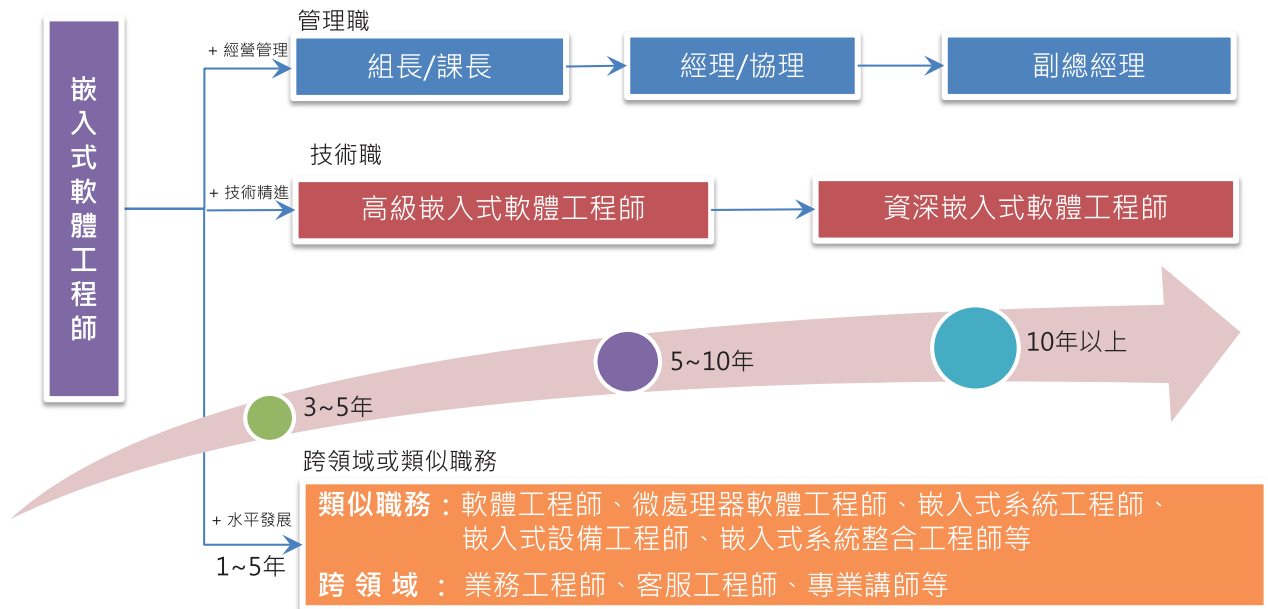 嵌入式軟體工程師
管理職
+ 經營管理
組長/課長
經理/協理
副總經理
技術職
+ 技術精進
高級嵌入式軟體工程師
資深嵌入式軟體工程師
3~5年
5~10年
10年以上
跨領域或類似職務
+ 水平發展
1~5年
類似職務：軟體工程師、微處理器軟體工程師、嵌入式系統工程師、
嵌入式設備工程師、嵌入式系統整合工程師等
跨 領 域 ： 業務工程師、客服工程師、專業講師等